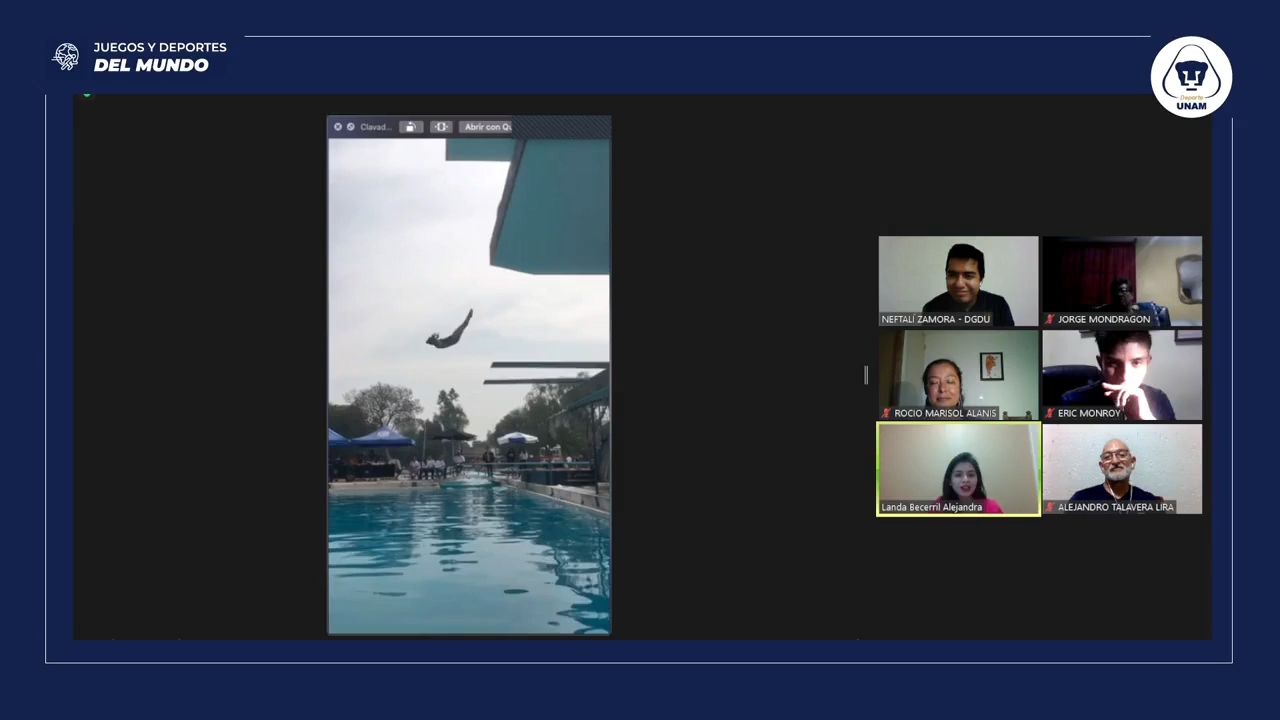 JUEGOS Y DEPORTES
DEL MUNDO
Deporte
UNAM
Clavad...
Abrir con Qu
NEFTALÍ ZAMORA - DGDU
JORGE MONDRAGON
ROCIO MARISOL ALANIS
ERIC MONROY
Landa Becerril Alejandra
ALEJANDRO TALAVERA LIRA